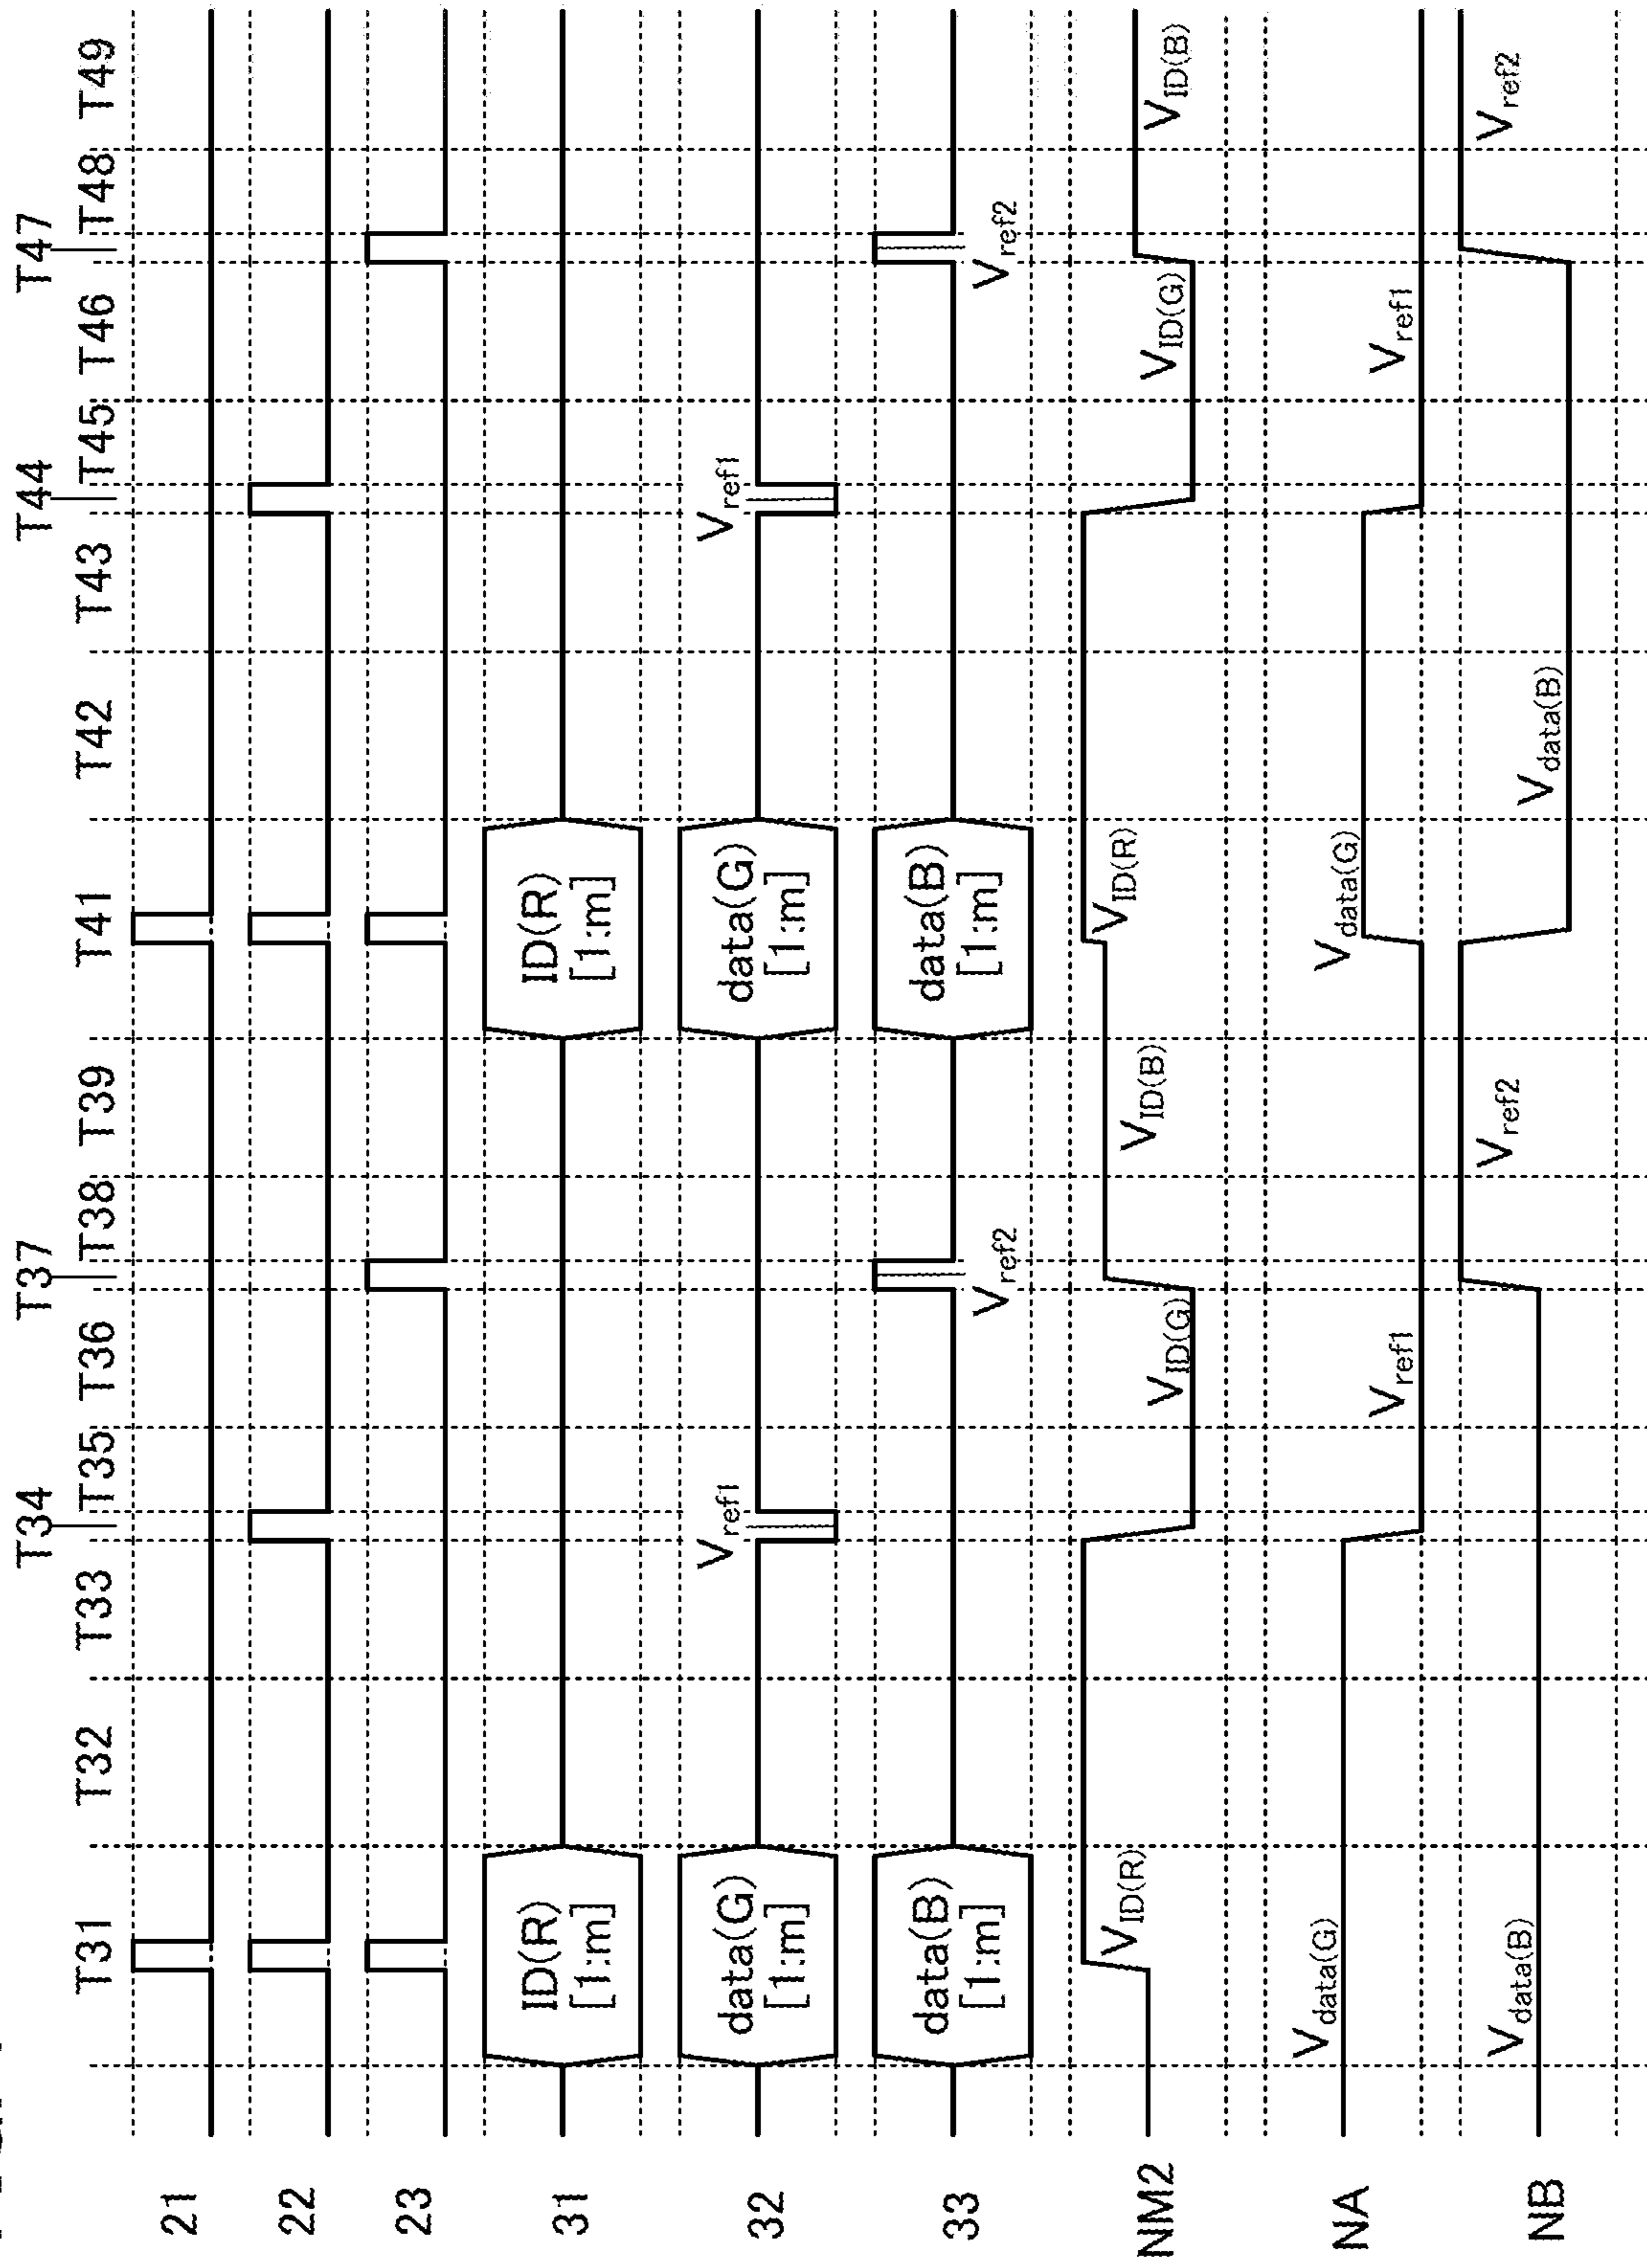 T34
T37
T44
T47
T31
T32
T33
T35
T36
T38
T39
T41
T42
T43
T45
T46
T48
T49
21
22
23
31
ID(R)
[1:m]
ID(R)
[1:m]
32
data(G)
[1:m]
Vref1
data(G)
[1:m]
Vref1
33
data(B)
[1:m]
Vref2
data(B)
[1:m]
Vref2
NM2
VID(R)
VID(G)
VID(B)
VID(R)
VID(G)
VID(B)
NA
Vdata(G)
Vref1
Vdata(G)
Vref1
NB
Vdata(B)
Vref2
Vdata(B)
Vref2